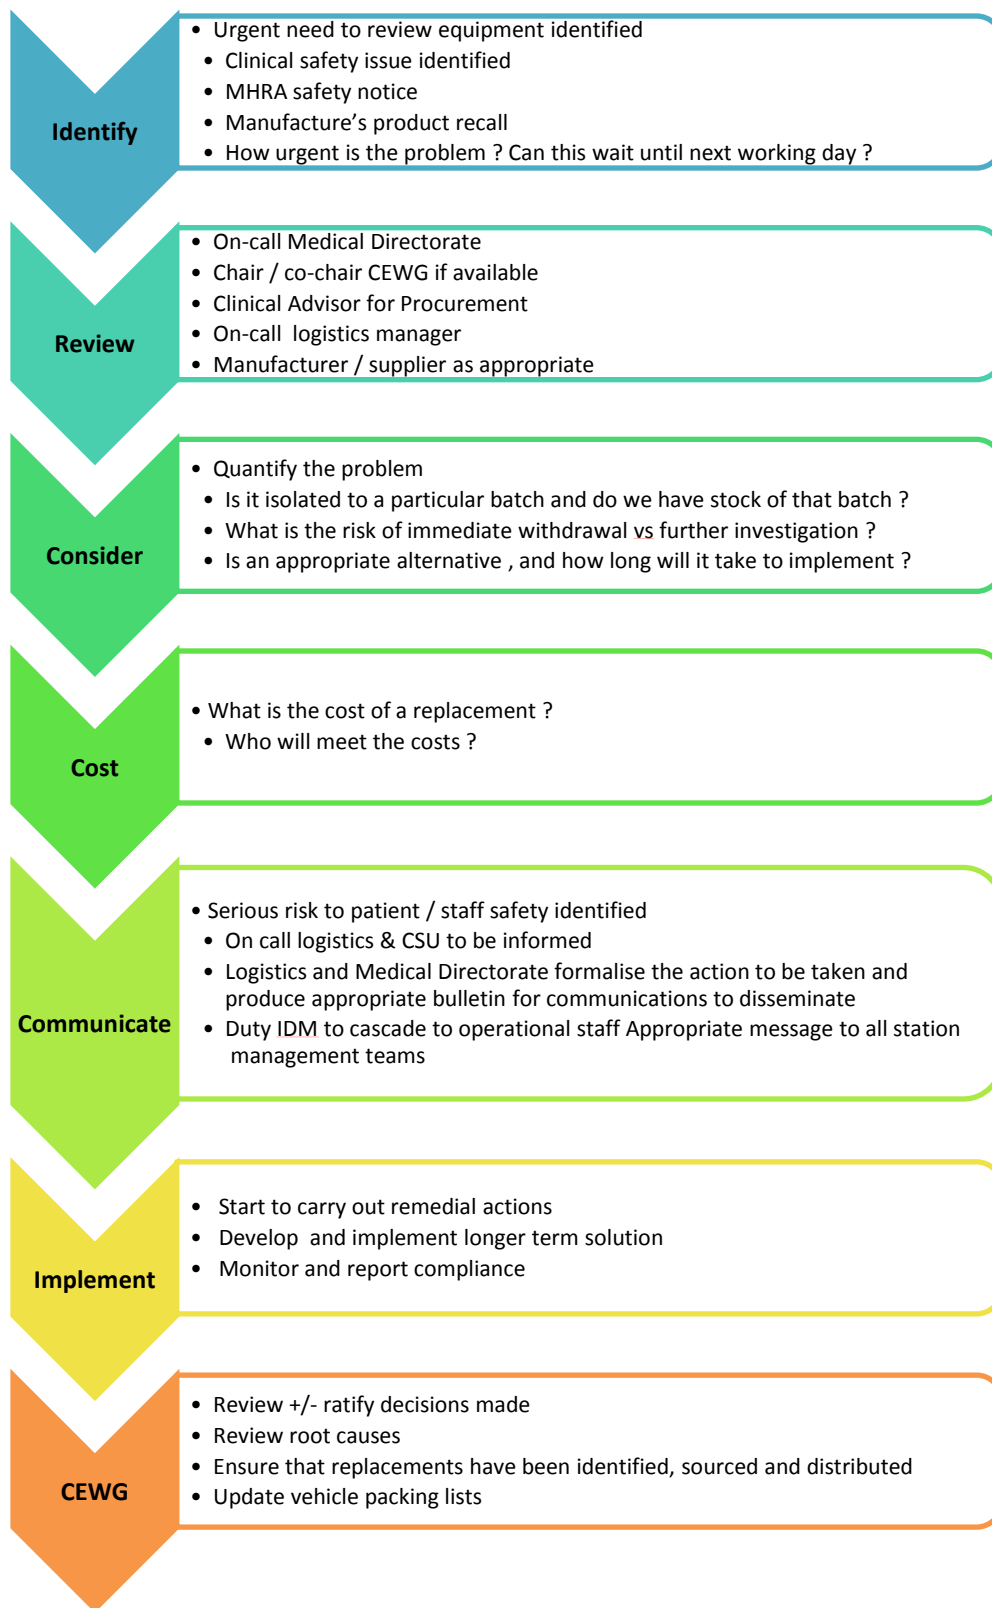 Identify
• Urgent need to review equipment identified
• Clinical safety issue identified
• MHRA safety notice
• Manufacture's product recall
• How urgent is the problem ? Can this wait until next working day ?
Review
• On-call Medical Directorate
• Chair / co-chair CEWG if available
• Clinical Advisor for Procurement
• On-call logistics manager
• Manufacturer / supplier as appropriate
Consider
• Quantify the problem
• Is it isolated to a particular batch and do we have stock of that batch ?
• What is the risk of immediate withdrawal vs further investigation ?
• Is an appropriate alternative , and how long will it take to implement ?
Cost
• What is the cost of a replacement ?
• Who will meet the costs ?
Communicate
• Serious risk to patient / staff safety identified
• On call logistics & CSU to be informed
• Logistics and Medical Directorate formalise the action to be taken and
produce appropriate bulletin for communications to disseminate
• Duty IDM to cascade to operational staff Appropriate message to all station
management teams
Implement
• Start to carry out remedial actions
• Develop and implement longer term solution
• Monitor and report compliance
CEWG
• Review +/- ratify decisions made
• Review root causes
• Ensure that replacements have been identified, sourced and distributed
• Update vehicle packing lists